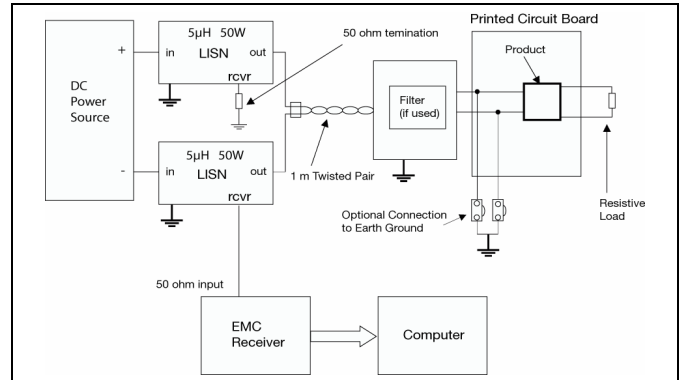 Printed Circuit Board
5µH 50W
LISN
in
out
rcvr
50 ohm temination
Product
+
DC
Power
Source
-
Filter
(if used)
5µH 50W
LISN
in
out
rcvr
1 m Twisted Pair
Optional Connection
to Earth Ground
Resistive
Load
50 ohm input
EMC
Receiver
Computer